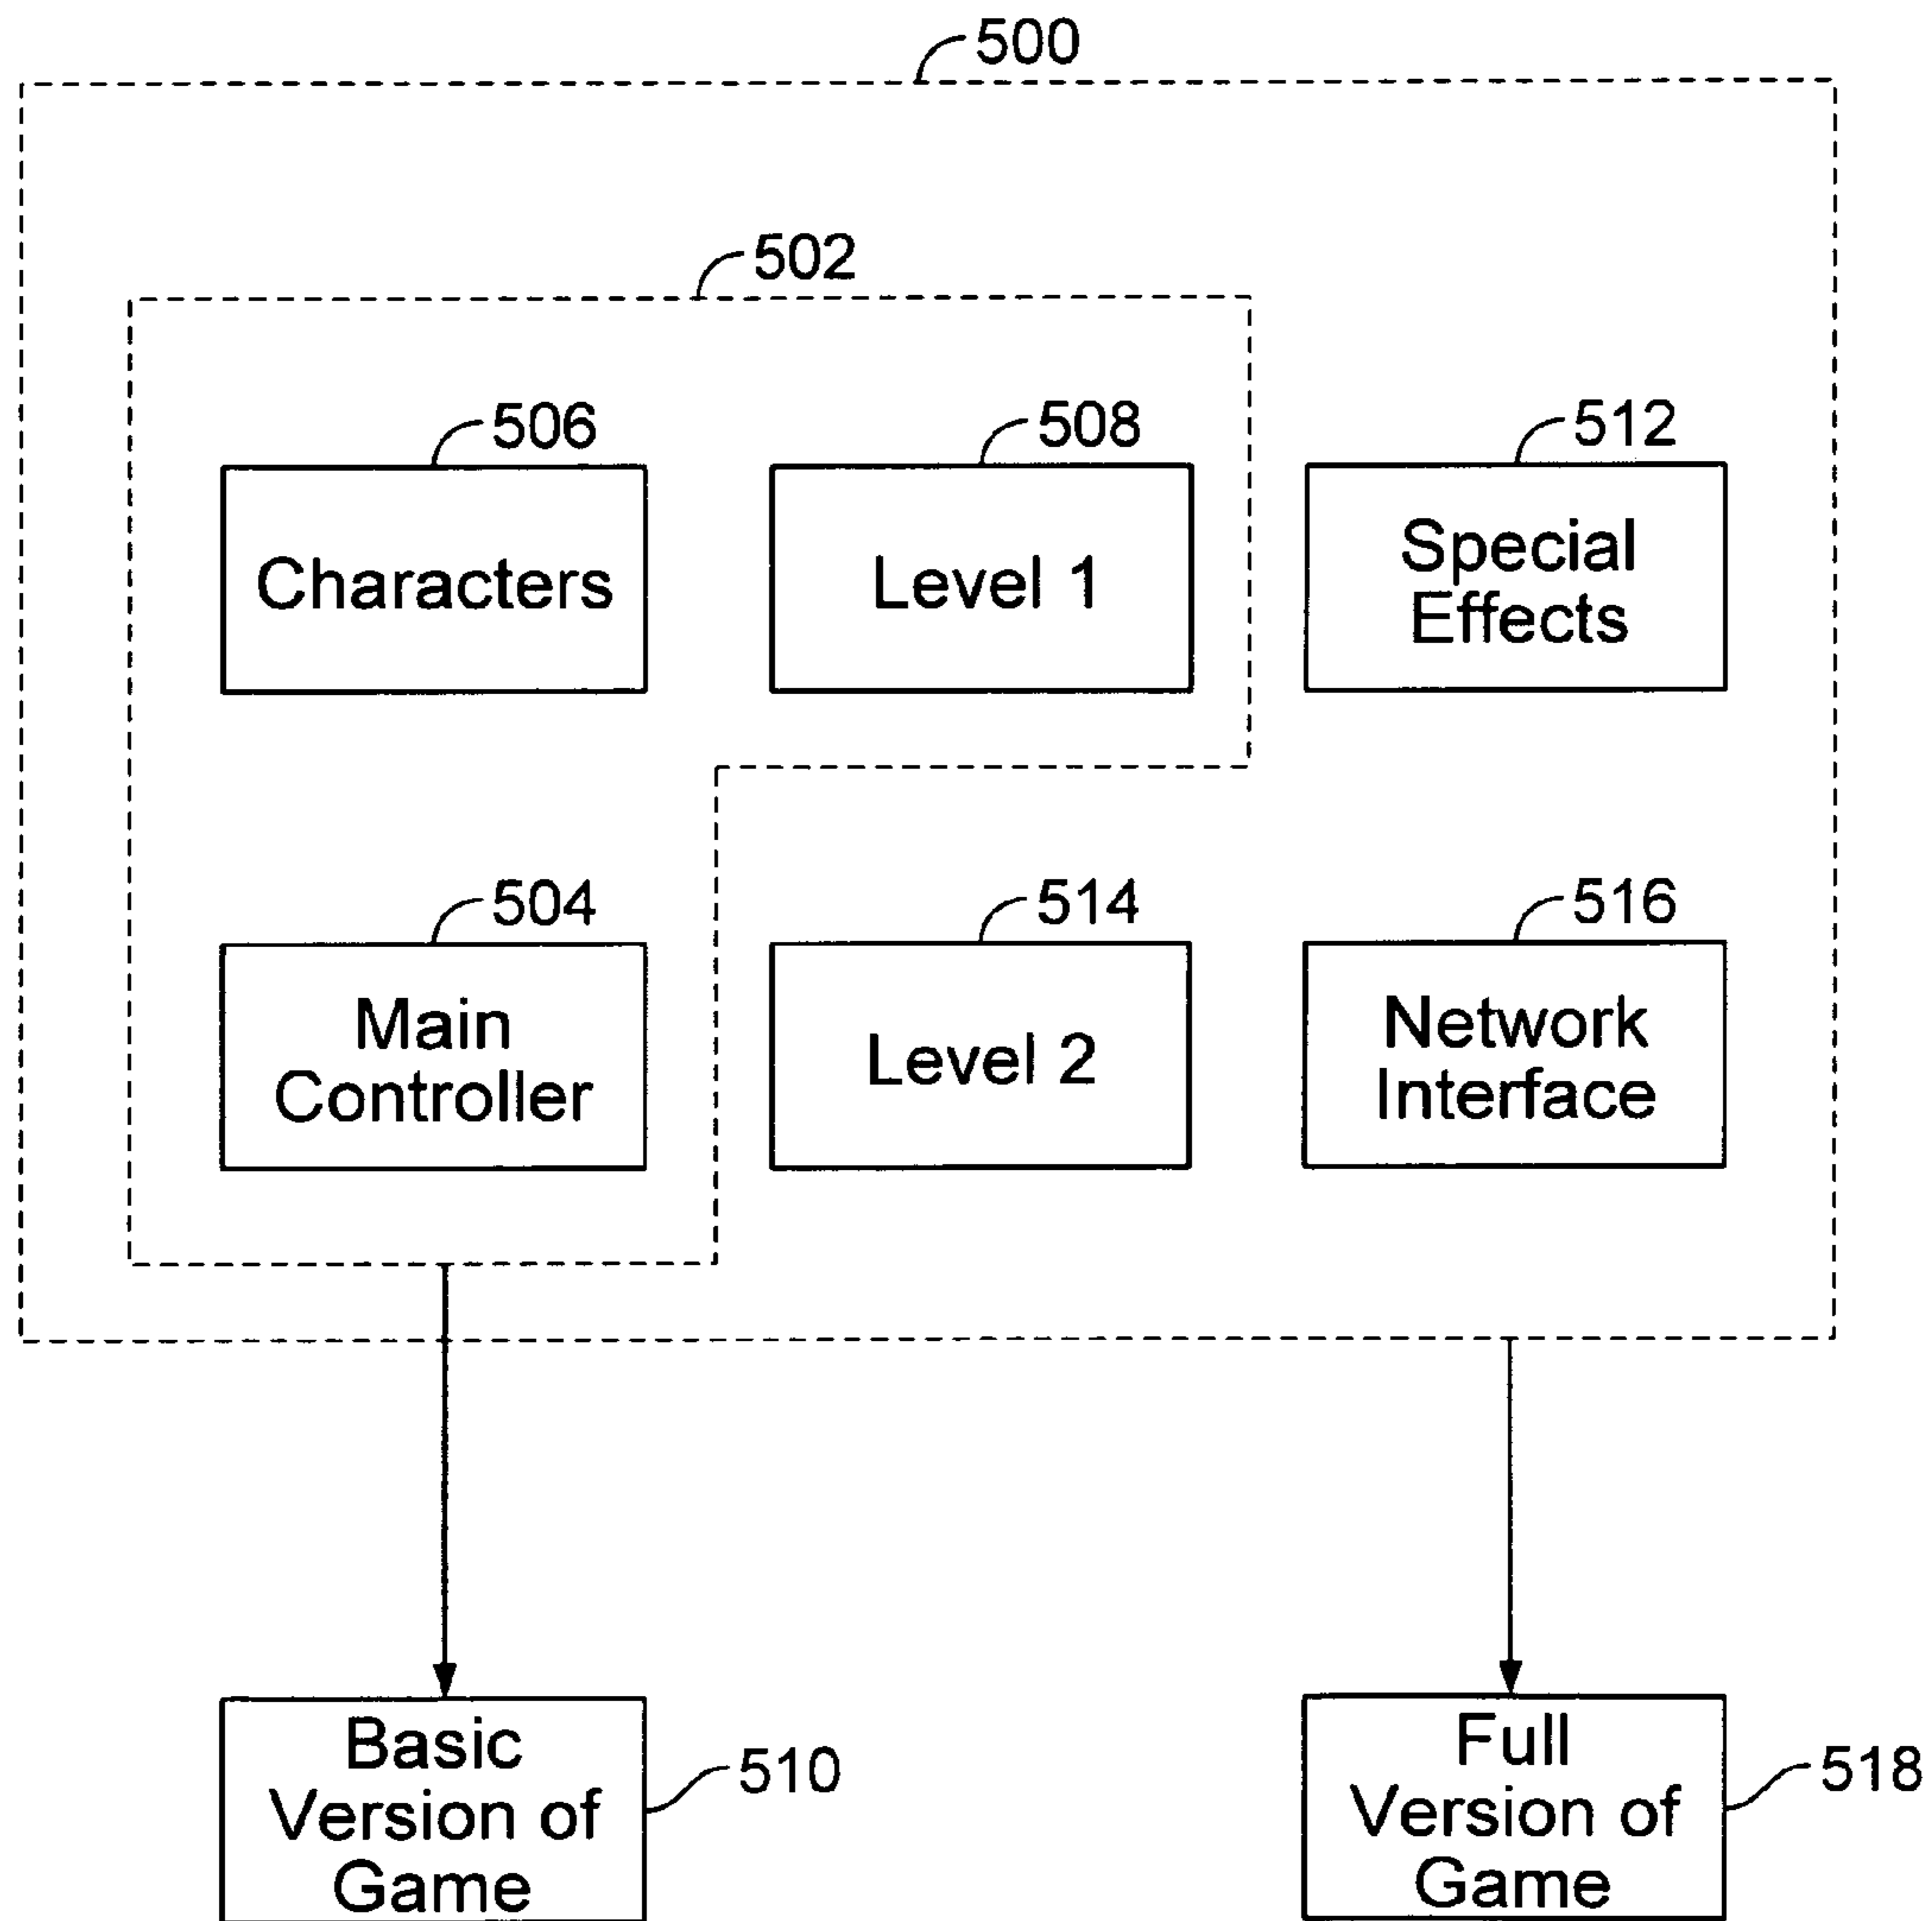 500
502
506
508
512
Characters
Level 1
Special
Effects
504
514
516
Main
Controller
Level 2
Network
Interface
Basic
Version of
Game
510
Full
Version of
Game
518